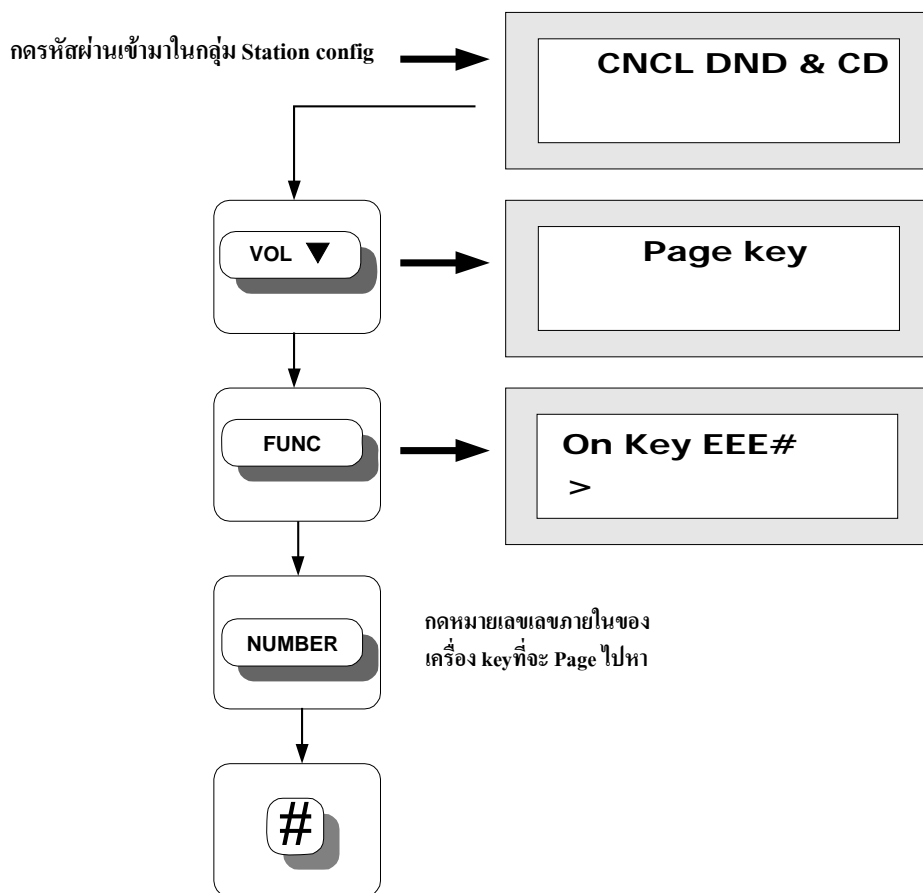 กดรหัสผ่านเข้ามาในกลุ่ม Station config
CNCL DND & CD
VOL ▼
Page key
FUNC
On Key EEE#
>
NUMBER
กดหมายเลขเลขภายในของ
เครื่อง keyที่จะ Page ไปหา
#